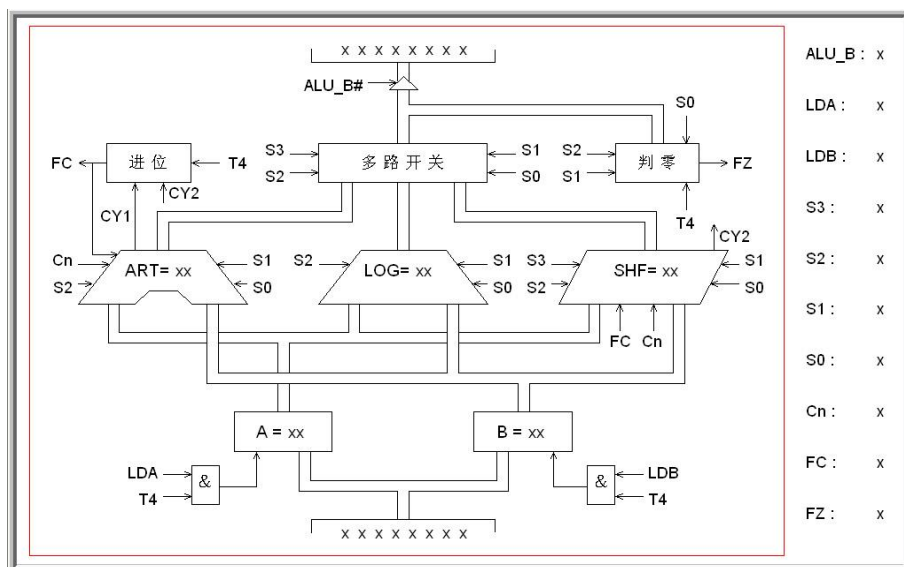 X X X X X X X X
ALU_B#
ALU_B : X
S0
LDA : X
FC 进 位 T4
S3 多 路 开 关 S1
S2 S0
S2 判 零 FZ
S1
LDB : X
CY2
T4
CY1
S3 : X
CY2
Cn ART= XX S1
S2 S0
S2 LOG= XX S1
S0
S3 SHF= XX S1
S2 S0
S2 : X
S1 : X
FC Cn
S0 : X
A = XX
B = XX
Cn : X
LDA & T4
& LDB
T4
FC : X
FZ : X
X X X X X X X X